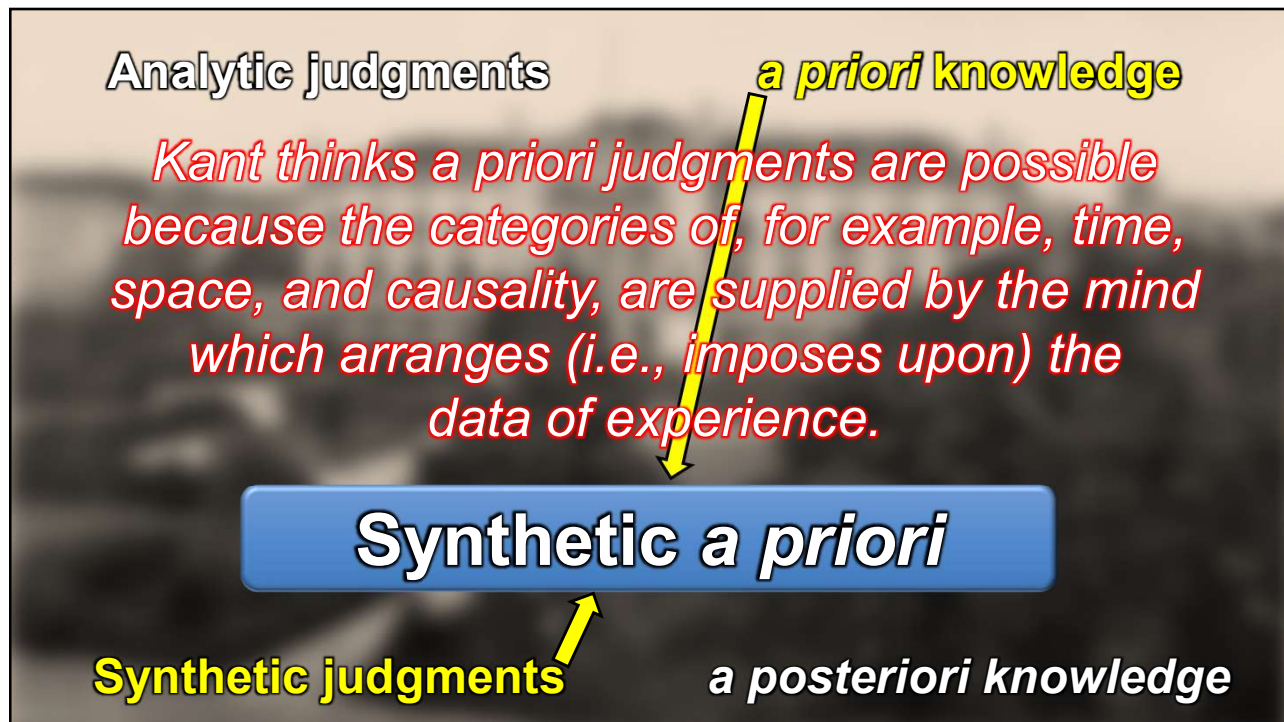 Analytic judgments
a priori knowledge
Kant thinks a priori judgments are possible
because the categories of, for example, time,
space, and causality, are supplied by the mind
which arranges (i.e., imposes upon) the
data of experience.
Synthetic a priori
Synthetic judgments
a posteriori knowledge